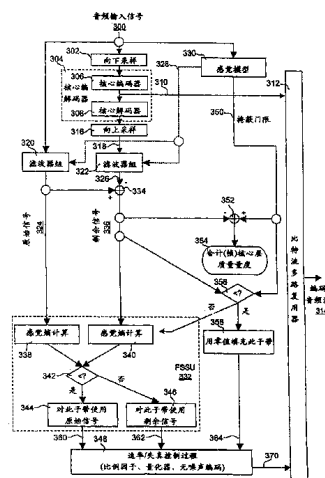 音频输入信号
300
302
向下采样
330
感觉模型
328
304
306
核心编码器
310
312
核心编解码器
308
核心解码器
350
掩蔽门限
316
向上采样
318
320
滤波器组
322
滤波器组
326
334
原始信号
324
剩余信号
336
352
354
合计(帧)核心层质量量度
356
<?
否
是
358
用零值填充此子带
感觉熵计算
感觉熵计算
338
340
FSSU
332
342
<?
是
否
344
对此子带使用原始信号
346
对此子带使用剩余信号
360
362
364
348
速率/失真控制过程
(比例因子、量化器、无噪声编码)
370
比特流多路复用器
编码
音频
314